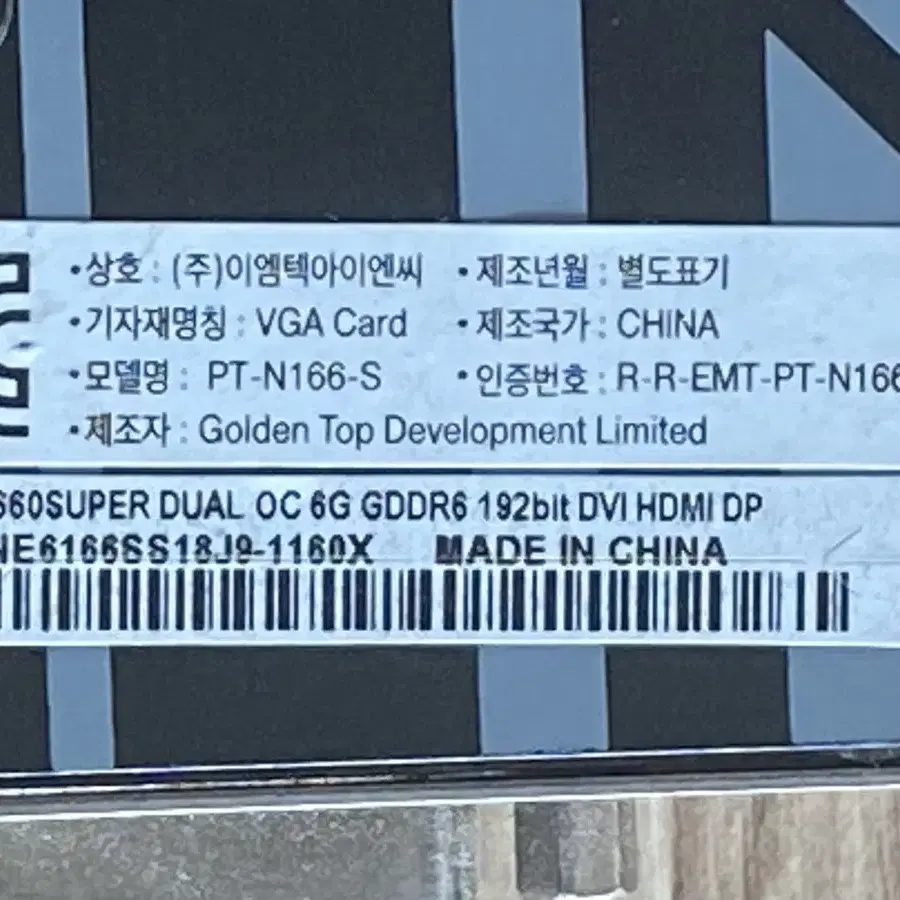 •상호 : (주)이엠텍아이엔씨 •제조년월 : 별도표기
•기자재명칭 : VGA Card •제조국가 : CHINA
•모델명 : PT-N166-S •인증번호 : R-R-EMT-PT-N166
•제조자 : Golden Top Development Limited
660SUPER DUAL OC 6G GDDR6 192bit DVI HDMI DP
NE6166SS18J9-1160X MADE IN CHINA